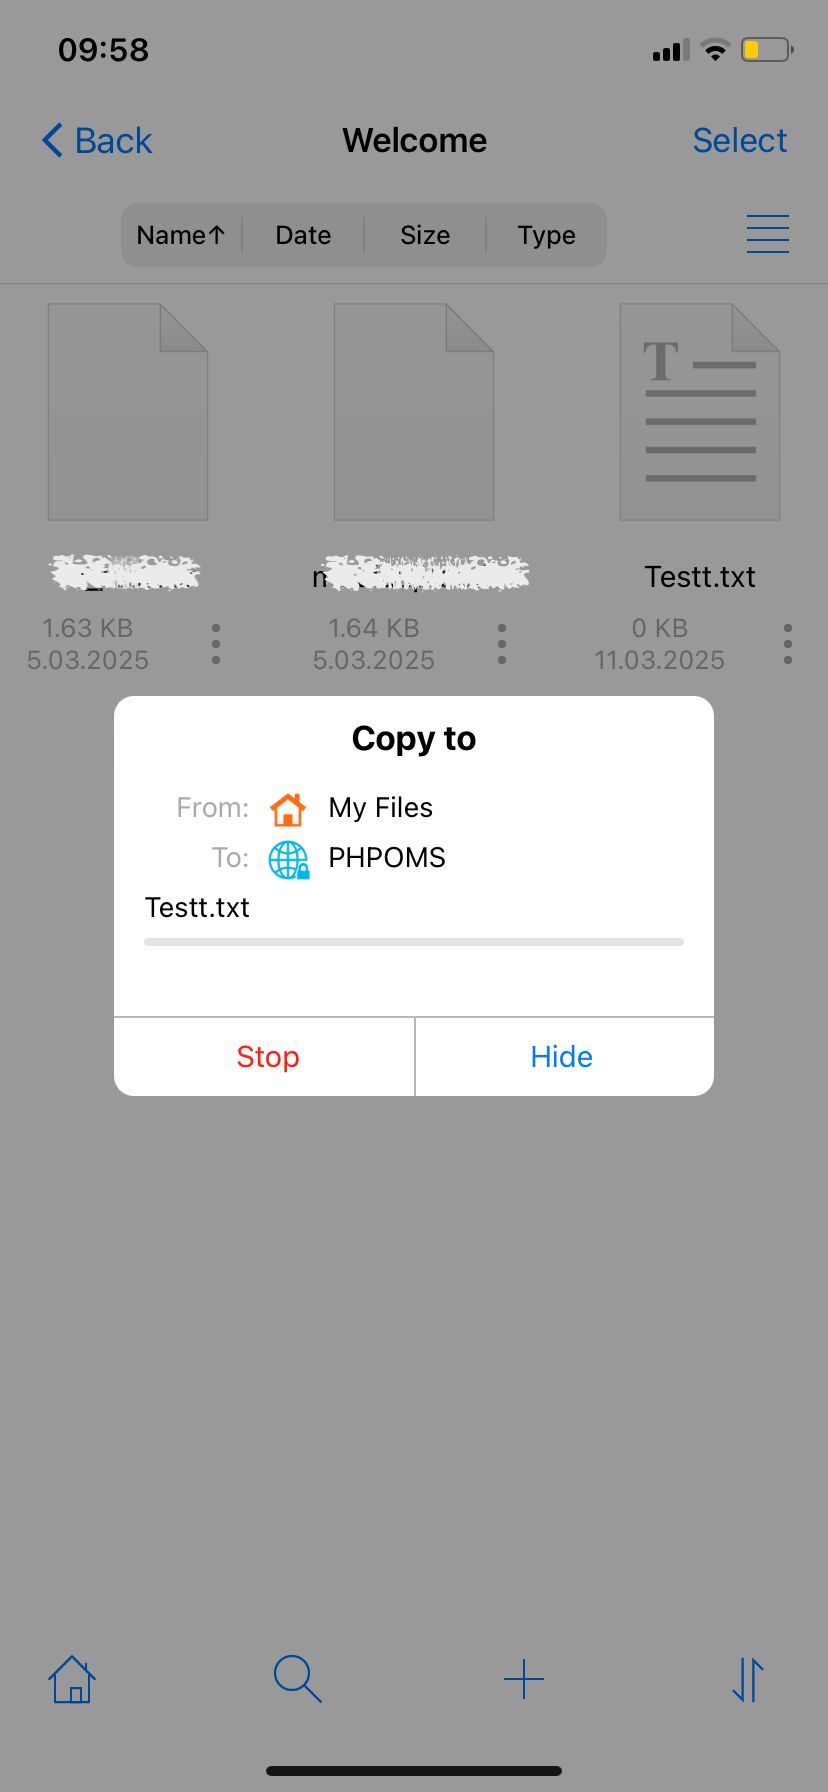 09:58
Back Welcome Select
Name↑ Date Size Type
T
Testt.txt
1.63 KB 1.64 KB 0 KB
5.03.2025 5.03.2025 11.03.2025
Copy to
From: My Files
To: PHPOMS
Testt.txt
Stop Hide